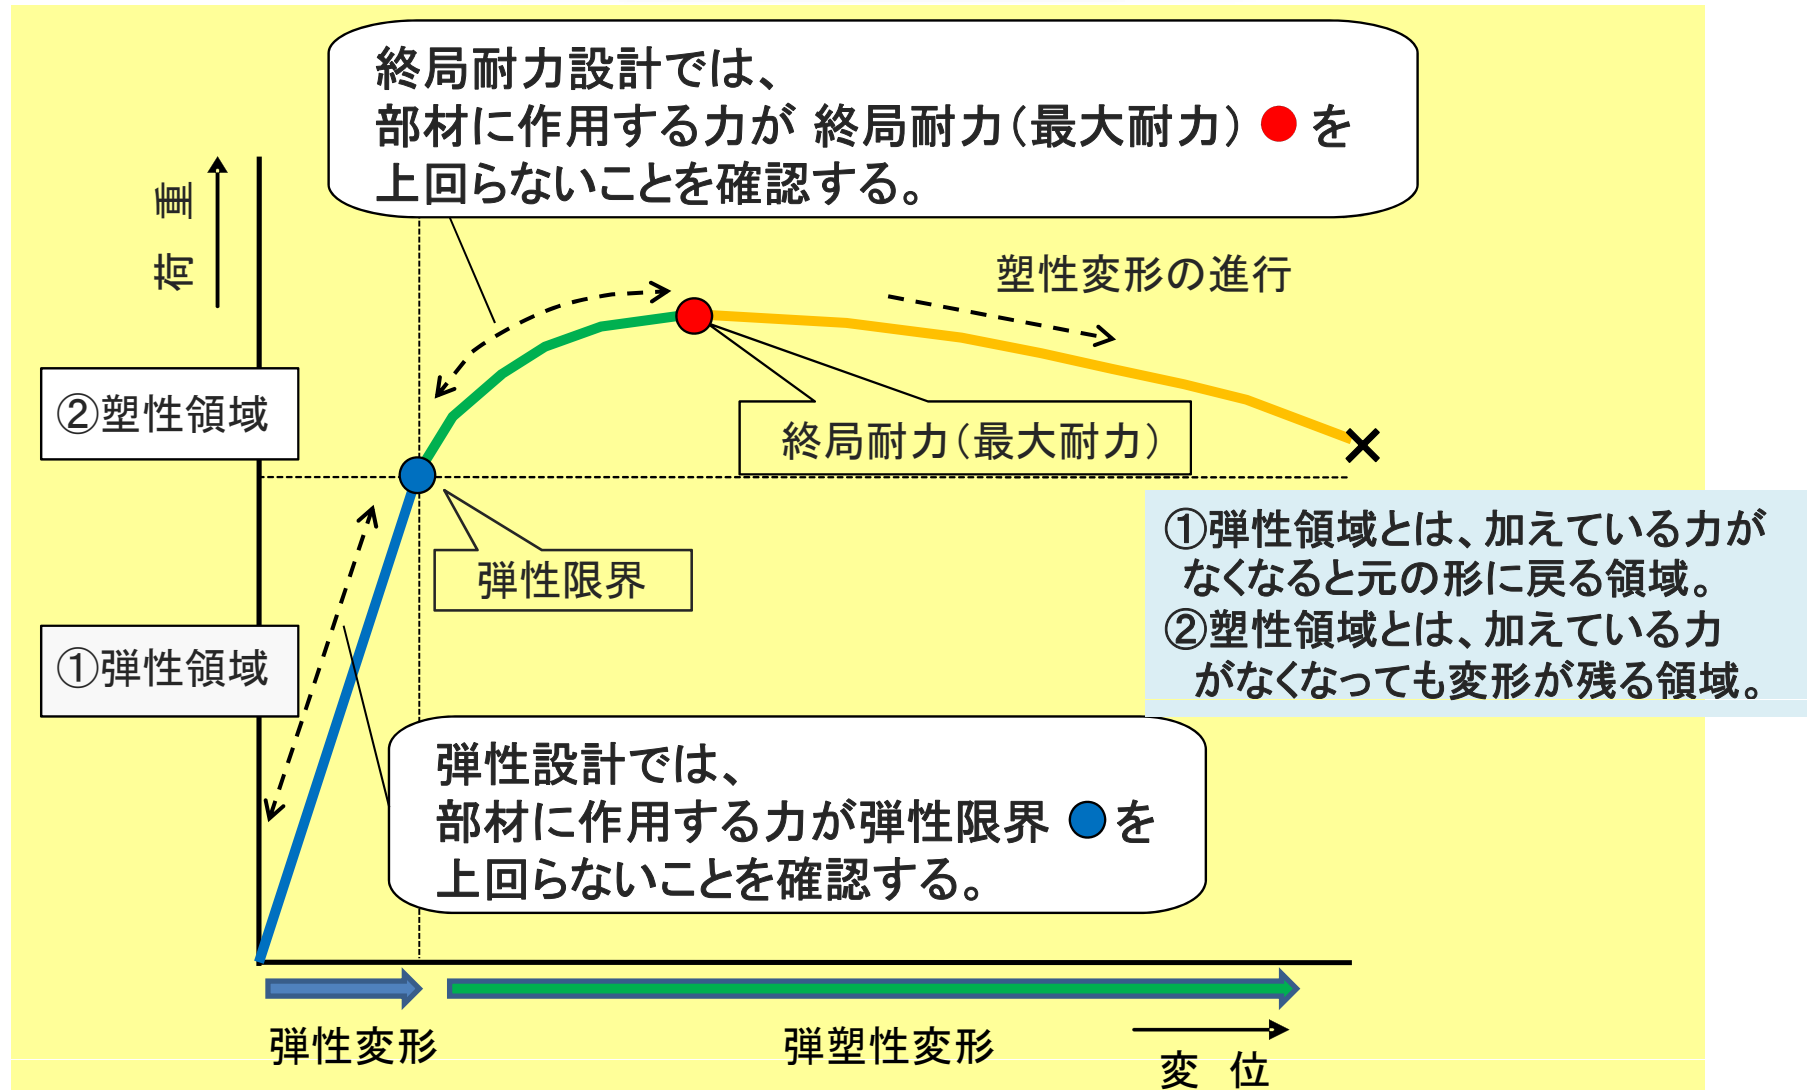 終局耐力設計では、
部材に作用する力が 終局耐力(最大耐力) を
上回らないことを確認する。
荷 重
塑性変形の進行
②塑性領域
終局耐力(最大耐力)
弾性限界
①弾性領域とは、加えている力が
なくなると元の形に戻る領域。
②塑性領域とは、加えている力
がなくなっても変形が残る領域。
①弾性領域
弾性設計では、
部材に作用する力が弾性限界 を
上回らないことを確認する。
弾性変形
弾塑性変形
変 位